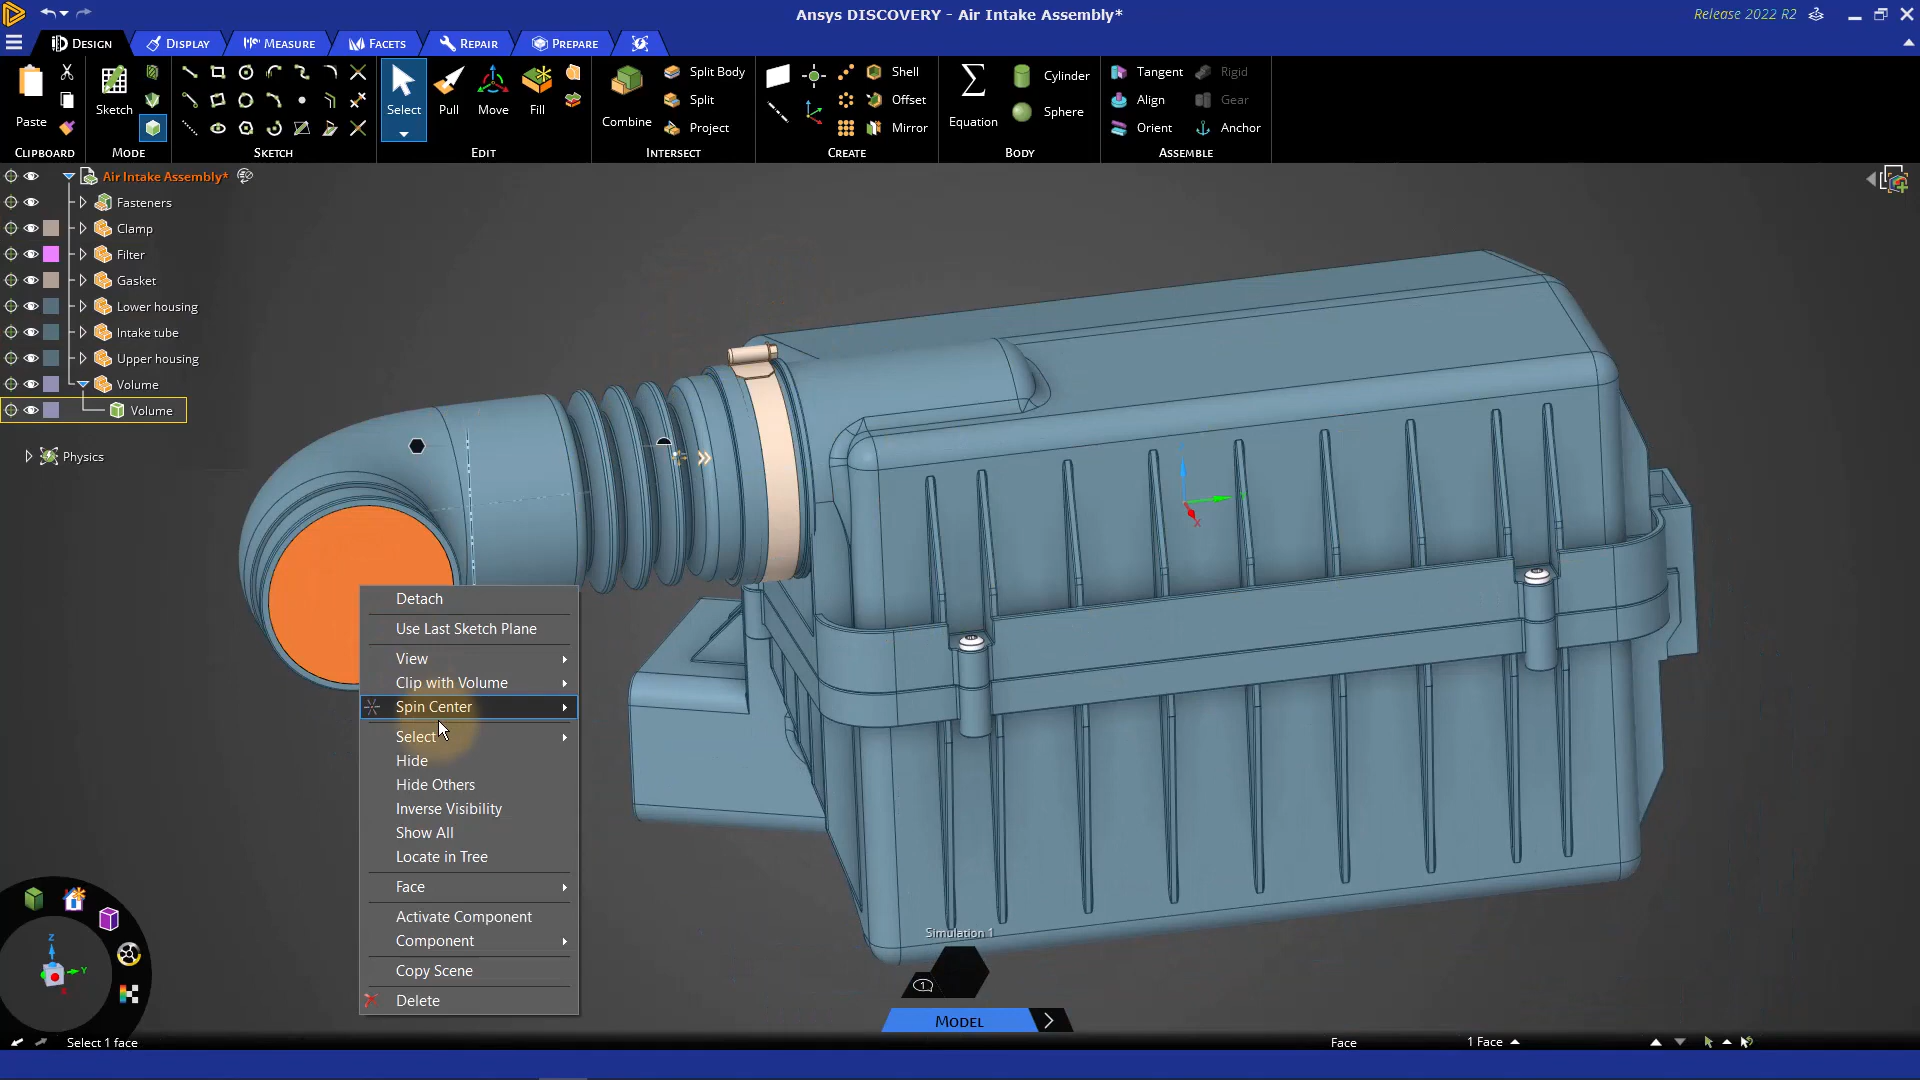 Ansys DISCOVERY - Air Intake Assembly*
Release 2022 R2
DESIGN
DISPLAY
MEASURE
FACETS
REPAIR
PREPARE
Paste
CLIPBOARD
Sketch
MODE
SKETCH
Select
Pull
Move
Fill
EDIT
Combine
Split Body
Split
Project
INTERSECT
Shell
Offset
Mirror
CREATE
Equation
Cylinder
Sphere
BODY
Tangent
Rigid
Align
Gear
Orient
Anchor
ASSEMBLE
Air Intake Assembly*
Fasteners
Clamp
Filter
Gasket
Lower housing
Intake tube
Upper housing
Volume
Volume
Physics
X
Detach
Use Last Sketch Plane
View
Clip with Volume
Spin Center
Select
Hide
Hide Others
Inverse Visibility
Show All
Locate in Tree
Face
Activate Component
Component
Copy Scene
Delete
Z
Y
Simulation 1
1
MODEL
Select 1 face
Face
1 Face